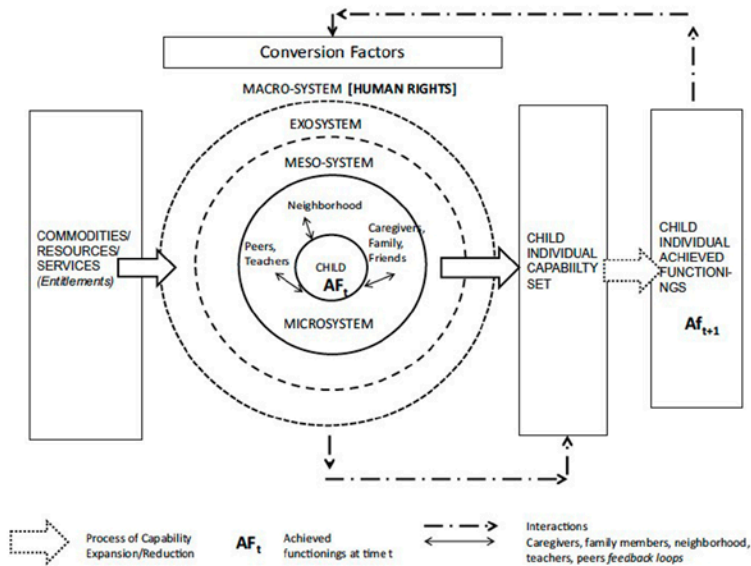 Conversion Factors
MACRO-SYSTEM [HUMAN RIGHTS]
EXOSYSTEM
MESO-SYSTEM
Neighborhood
Peers,
Teachers
Caregivers,
Family,
Friends
CHILD
AFt
MICROSYSTEM
COMMODITIES/
RESOURCES/
SERVICES
(Entitlements)
CHILD
INDIVIDUAL
CAPABIILTY
SET
CHILD
INDIVIDUAL
ACHIEVED
FUNCTIONI-
NGS
Aft+1
Process of Capability
Expansion/Reduction
AFt
Achieved
functionings at time t
Interactions
Caregivers, family members, neighborhood,
teachers, peers feedback loops